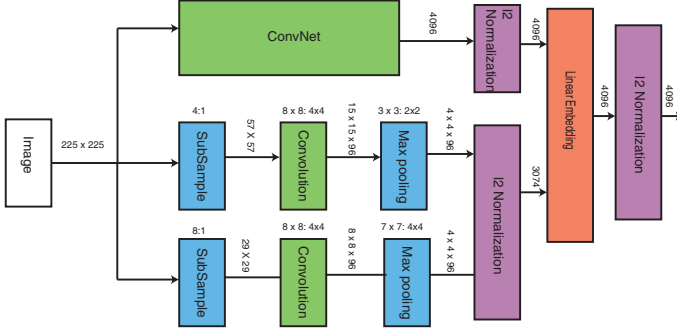 Image
225 x 225
ConvNet
4096
l2 Normalization
4096
4:1
SubSample
57 X 57
8 x 8: 4x4
Convolution
15 x 15 x 96
3 x 3: 2x2
Max pooling
4 x 4 x 96
8:1
SubSample
29 X 29
8 x 8: 4x4
Convolution
8 x 8 x 96
7 x 7: 4x4
Max pooling
4 x 4 x 96
l2 Normalization
3074
Linear Embedding
4096
l2 Normalization
4096